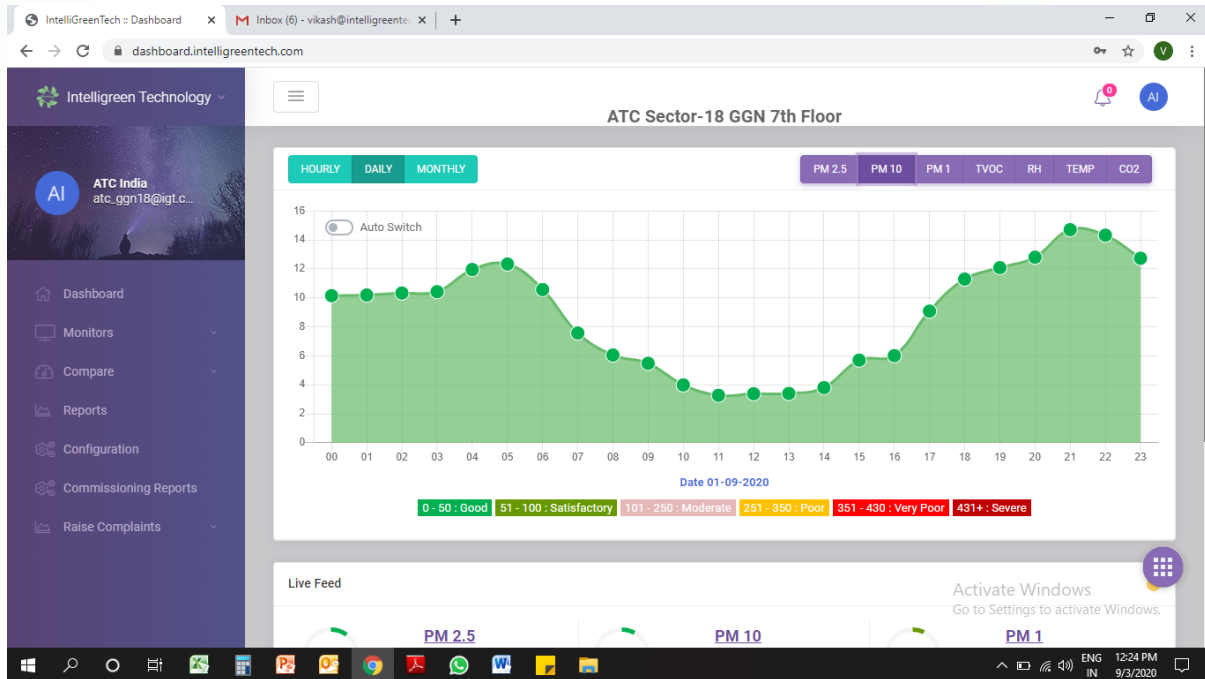 IntelliGreenTech :: Dashboard
Inbox (6) - vikash@intelligreente
dashboard.intelligreentech.com
V
Intelligreen Technology
0
AI
ATC Sector-18 GGN 7th Floor
AI
ATC India
atc_ggn18@igt.c...
Dashboard
Monitors
Compare
Reports
Configuration
Commissioning Reports
Raise Complaints
HOURLY DAILY MONTHLY
PM 2.5 PM 10 PM 1 TVOC RH TEMP CO2
Auto Switch
16
14
12
10
8
6
4
2
0
00 01 02 03 04 05 06 07 08 09 10 11 12 13 14 15 16 17 18 19 20 21 22 23
Date 01-09-2020
0 - 50 : Good 51 - 100 : Satisfactory 101 - 250 : Moderate 251 - 350 : Poor 351 - 430 : Very Poor 431+ : Severe
Live Feed
PM 2.5 PM 10 PM 1
Activate Windows
Go to Settings to activate Windows.
ENG
IN
12:24 PM
9/3/2020